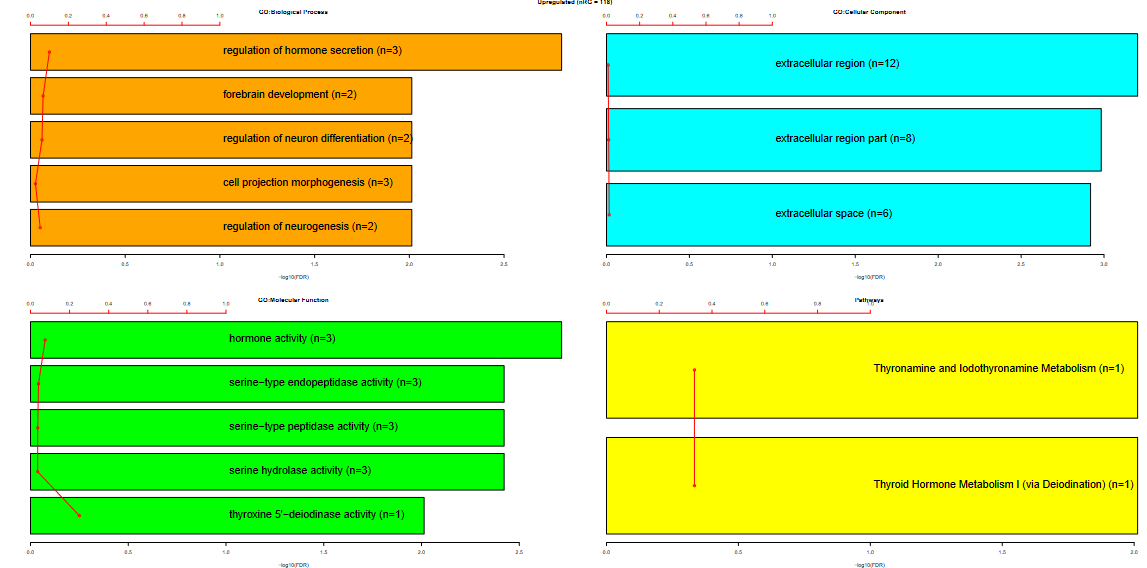 Upregulated (nRG = 118)
GO:Biological Process
0.0 0.2 0.4 0.6 0.8 1.0
regulation of hormone secretion (n=3)
forebrain development (n=2)
regulation of neuron differentiation (n=2)
cell projection morphogenesis (n=3)
regulation of neurogenesis (n=2)
0.0 0.5 1.0 1.5 2.0 2.5
−log10(FDR)
GO:Cellular Component
0.0 0.2 0.4 0.6 0.8 1.0
extracellular region (n=12)
extracellular region part (n=8)
extracellular space (n=6)
0.0 0.5 1.0 1.5 2.0 2.5 3.0
−log10(FDR)
GO:Molecular Function
0.0 0.2 0.4 0.6 0.8 1.0
hormone activity (n=3)
serine−type endopeptidase activity (n=3)
serine−type peptidase activity (n=3)
serine hydrolase activity (n=3)
thyroxine 5'−deiodinase activity (n=1)
0.0 0.5 1.0 1.5 2.0 2.5
−log10(FDR)
Pathways
0.0 0.2 0.4 0.6 0.8 1.0
Thyronamine and Iodothyronamine Metabolism (n=1)
Thyroid Hormone Metabolism I (via Deiodination) (n=1)
0.0 0.5 1.0 1.5 2.0
−log10(FDR)